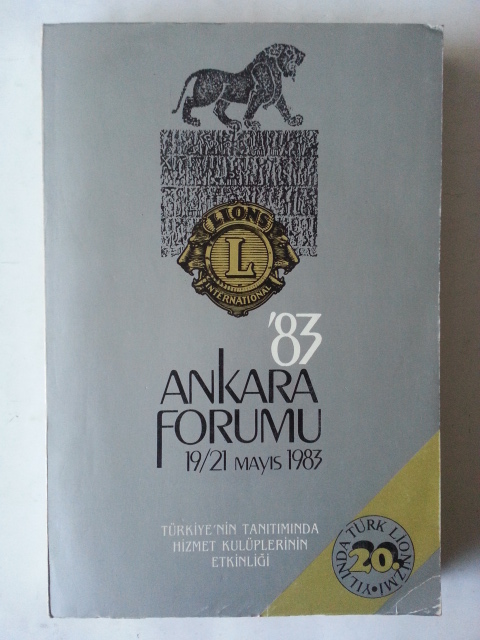 LIONS
L
INTERNATIONAL
'83
ANKARA
FORUMU
19/21 MAYIS 1983
TÜRKİYE'NİN TANITIMINDA
HİZMET KULÜPLERİNİN
ETKİNLİĞİ
20. YILINDA TÜRK LİONİZMİ